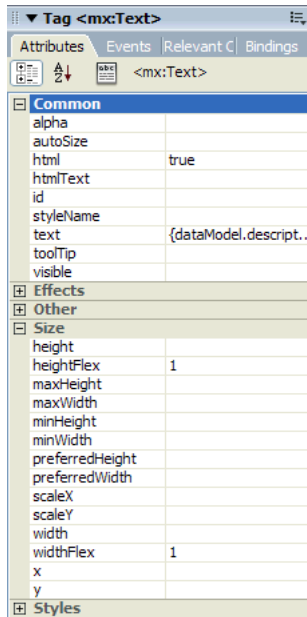 Tag <mx:Text>
Attributes Events Relevant C Bindings
<mx:Text>
Common
alpha
autoSize
html true
htmlText
id
styleName
text {dataModel.descript..
toolTip
visible
Effects
Other
Size
height
heightFlex 1
maxHeight
maxWidth
minHeight
minWidth
preferredHeight
preferredWidth
scaleX
scaleY
width
widthFlex 1
x
y
Styles